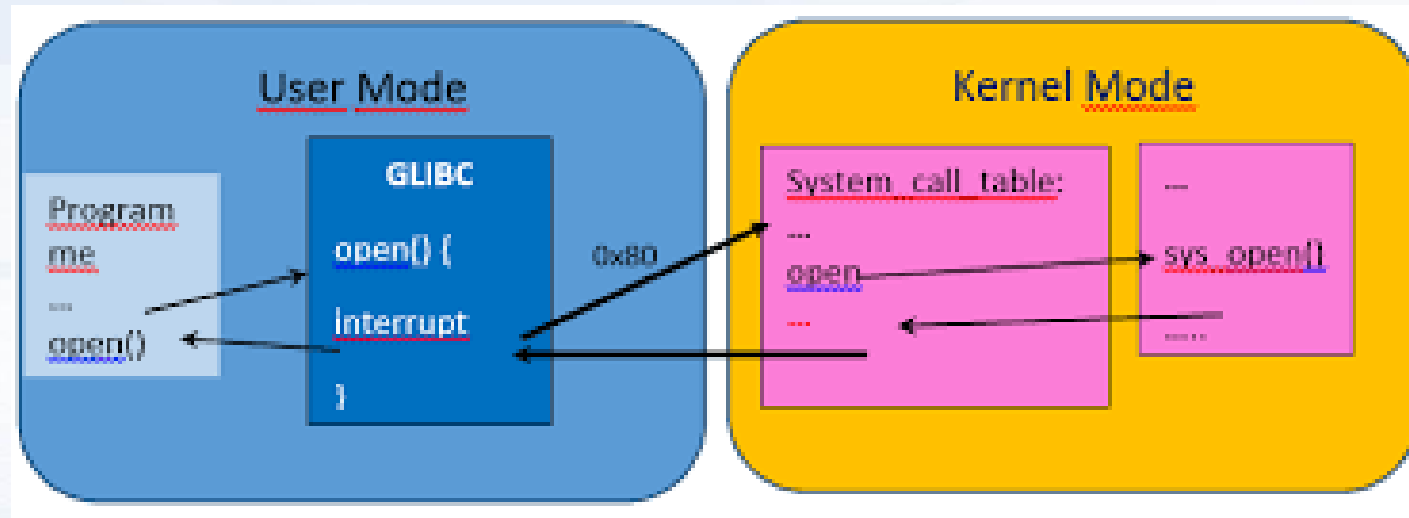 User Mode
Program
me
...
open()
GLIBC
open() {
interrupt
}
0x80
Kernel Mode
System_call_table:
...
open
...
...
sys_open()
.....